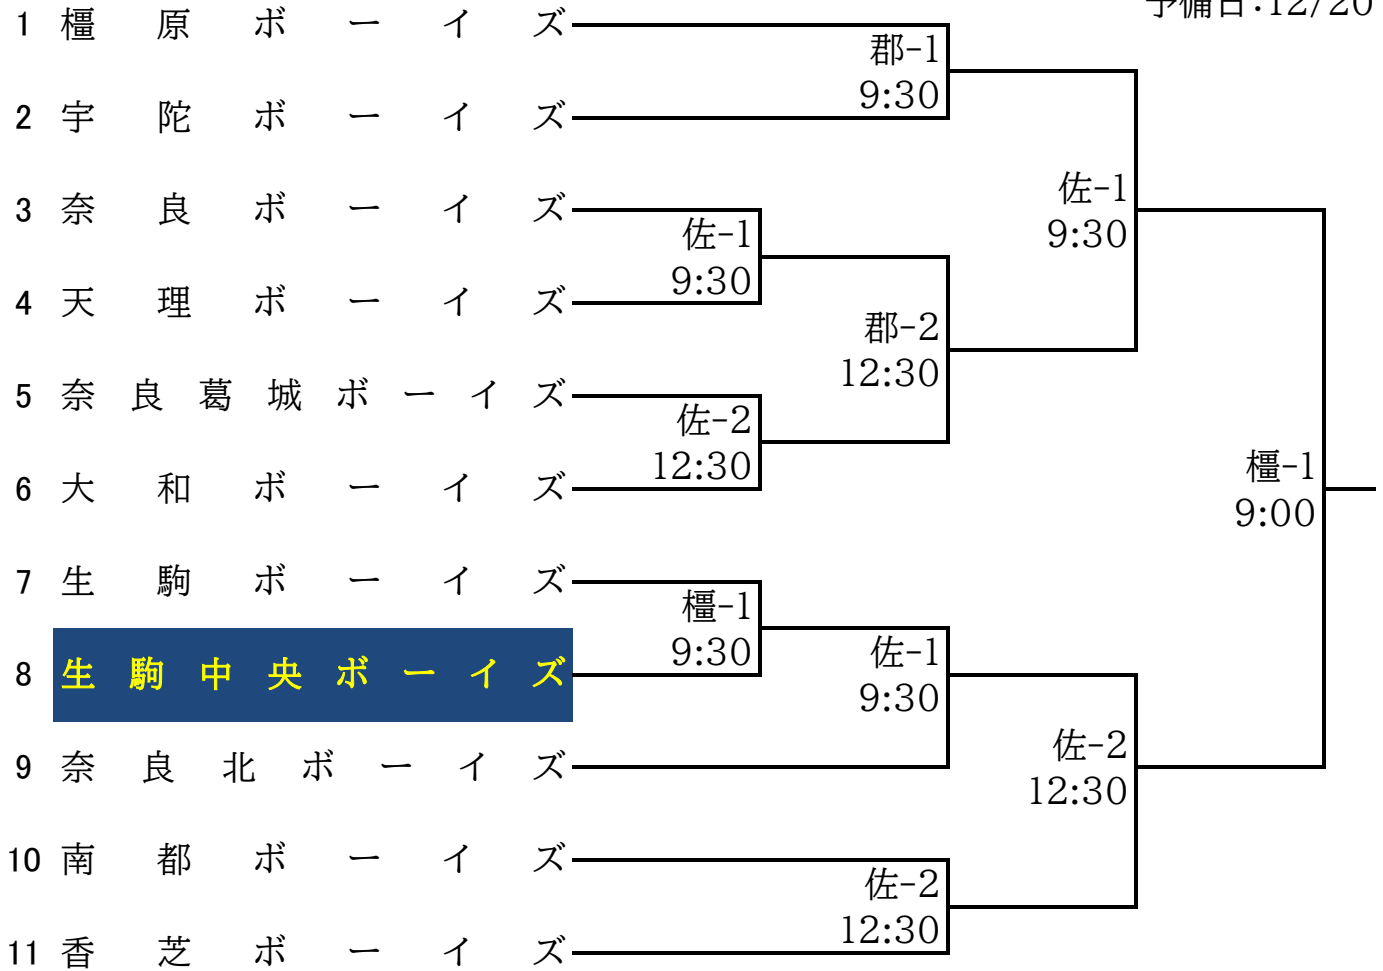 予備日:12/20
1 橿原ボーイズ
郡-1
9:30
2 宇陀ボーイズ
佐-1
9:30
3 奈良ボーイズ
佐-1
9:30
4 天理ボーイズ
郡-2
12:30
5 奈良葛城ボーイズ
佐-2
12:30
6 大和ボーイズ
橿-1
9:00
7 生駒ボーイズ
橿-1
9:30
8 生駒中央ボーイズ
佐-1
9:30
9 奈良北ボーイズ
佐-2
12:30
10 南都ボーイズ
佐-2
12:30
11 香芝ボーイズ